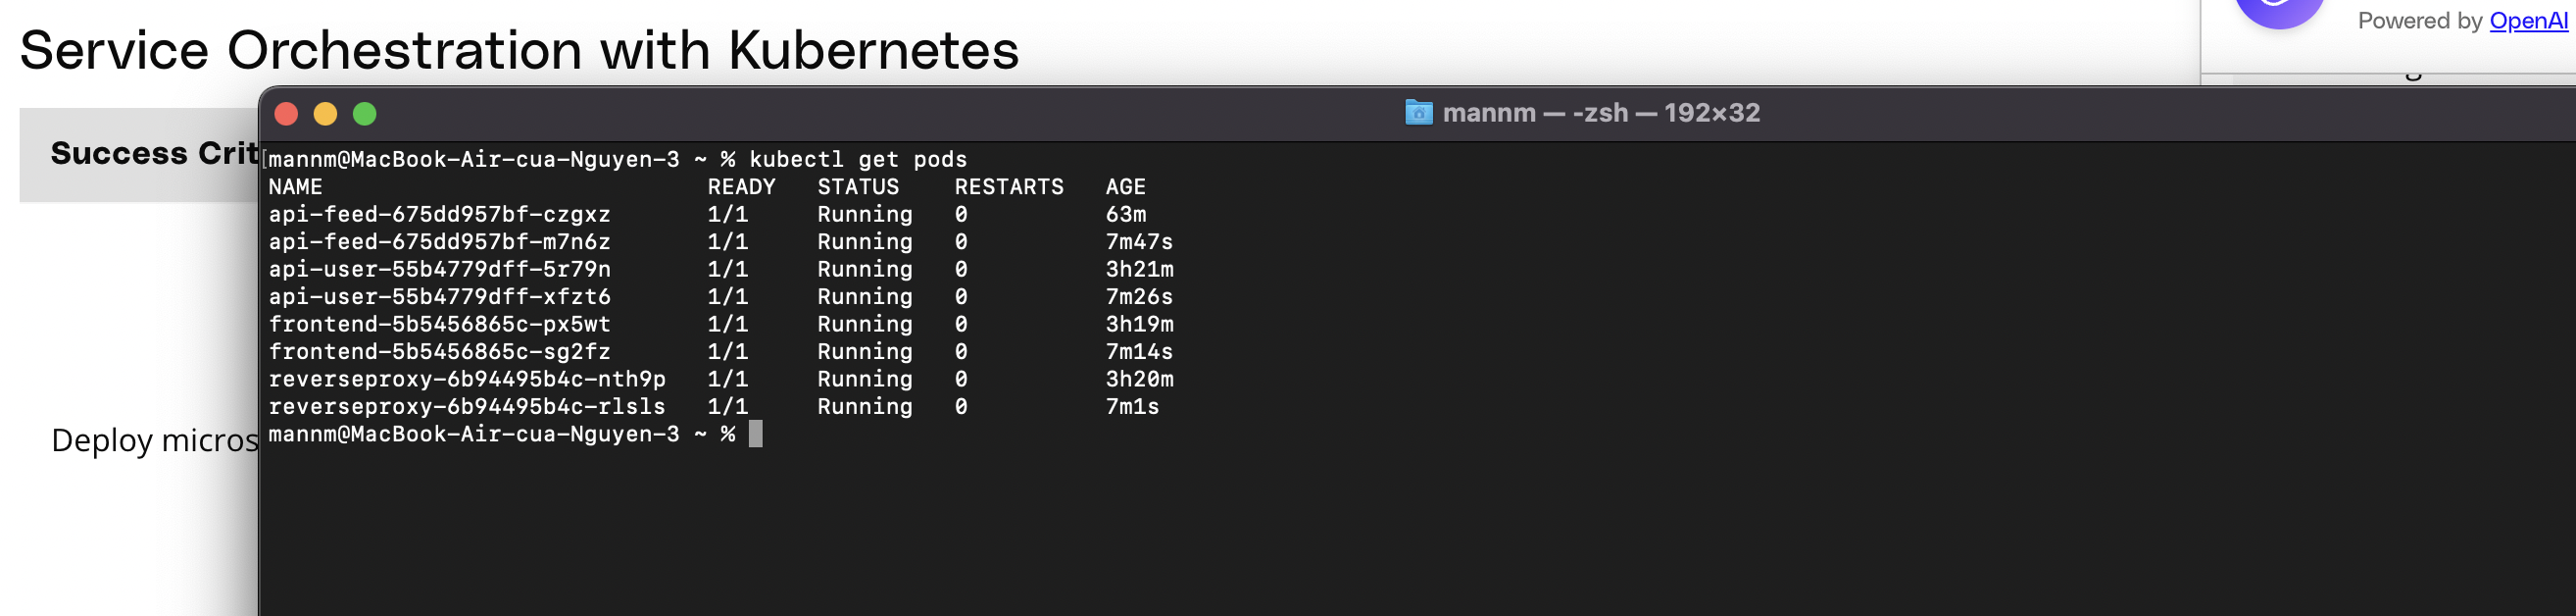 Service Orchestration with Kubernetes
Powered by OpenAI
mannm — -zsh — 192×32
Success Crit
[mannm@MacBook-Air-cua-Nguyen-3 ~ % kubectl get pods
NAME READY STATUS RESTARTS AGE
api-feed-675dd957bf-czgxz 1/1 Running 0 63m
api-feed-675dd957bf-m7n6z 1/1 Running 0 7m47s
api-user-55b4779dff-5r79n 1/1 Running 0 3h21m
api-user-55b4779dff-xfzt6 1/1 Running 0 7m26s
frontend-5b5456865c-px5wt 1/1 Running 0 3h19m
frontend-5b5456865c-sg2fz 1/1 Running 0 7m14s
reverseproxy-6b94495b4c-nth9p 1/1 Running 0 3h20m
reverseproxy-6b94495b4c-rlsls 1/1 Running 0 7m1s
mannm@MacBook-Air-cua-Nguyen-3 ~ %
Deploy micros